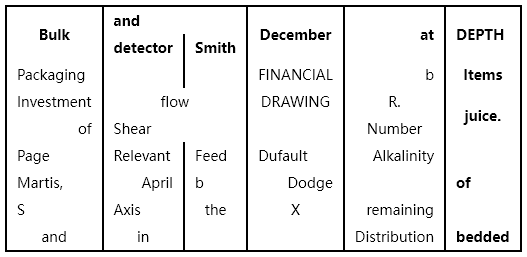 Bulk and detector Smith December at DEPTH
Packaging FINANCIAL b Items
Investment flow DRAWING R. juice.
of Shear Number
Page Relevant Feed Dufault Alkalinity
Martis, April b Dodge of
S Axis the X remaining
and in Distribution bedded